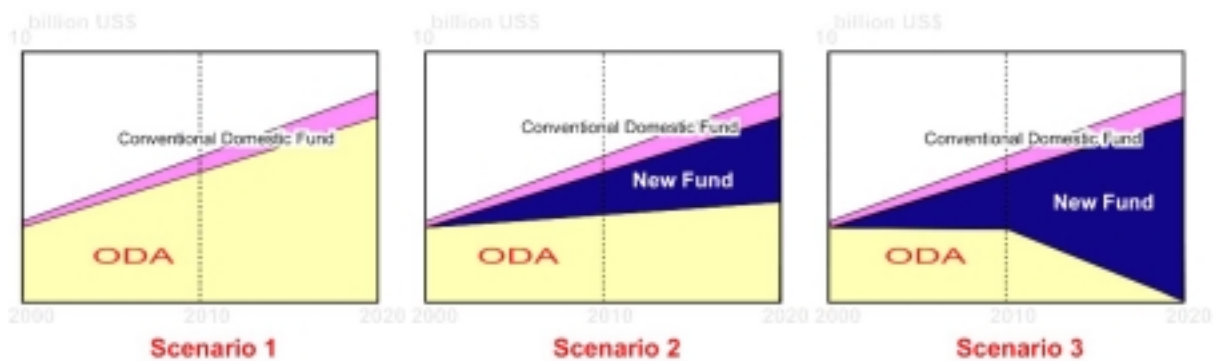 billion US$
10
Conventional Domestic Fund
ODA
2000 2010 2020
Scenario 1
billion US$
10
Conventional Domestic Fund
New Fund
ODA
2000 2010 2020
Scenario 2
billion US$
10
Conventional Domestic Fund
New Fund
ODA
2000 2010 2020
Scenario 3